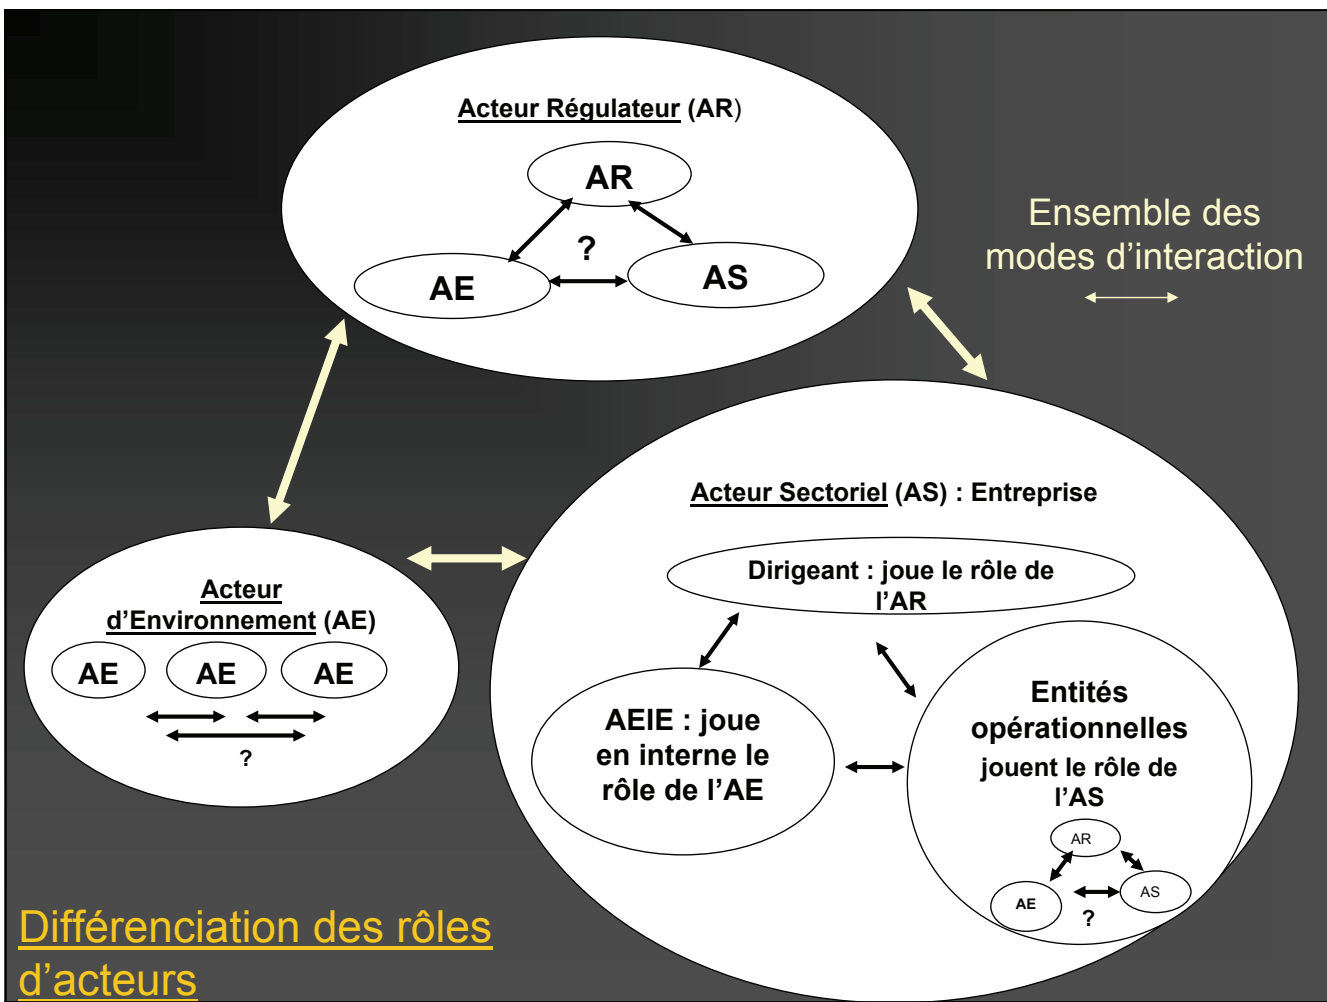 Acteur Régulateur (AR)
AR
?
AE
AS
Ensemble des
modes d’interaction
Acteur Sectoriel (AS) : Entreprise
Dirigeant : joue le rôle de
l’AR
Acteur
d’Environnement (AE)
AE
AE
AE
?
AEIE : joue
en interne le
rôle de l’AE
Entités
opérationnelles
jouent le rôle de
l’AS
AR
AE
AS
?
Différenciation des rôles
d’acteurs